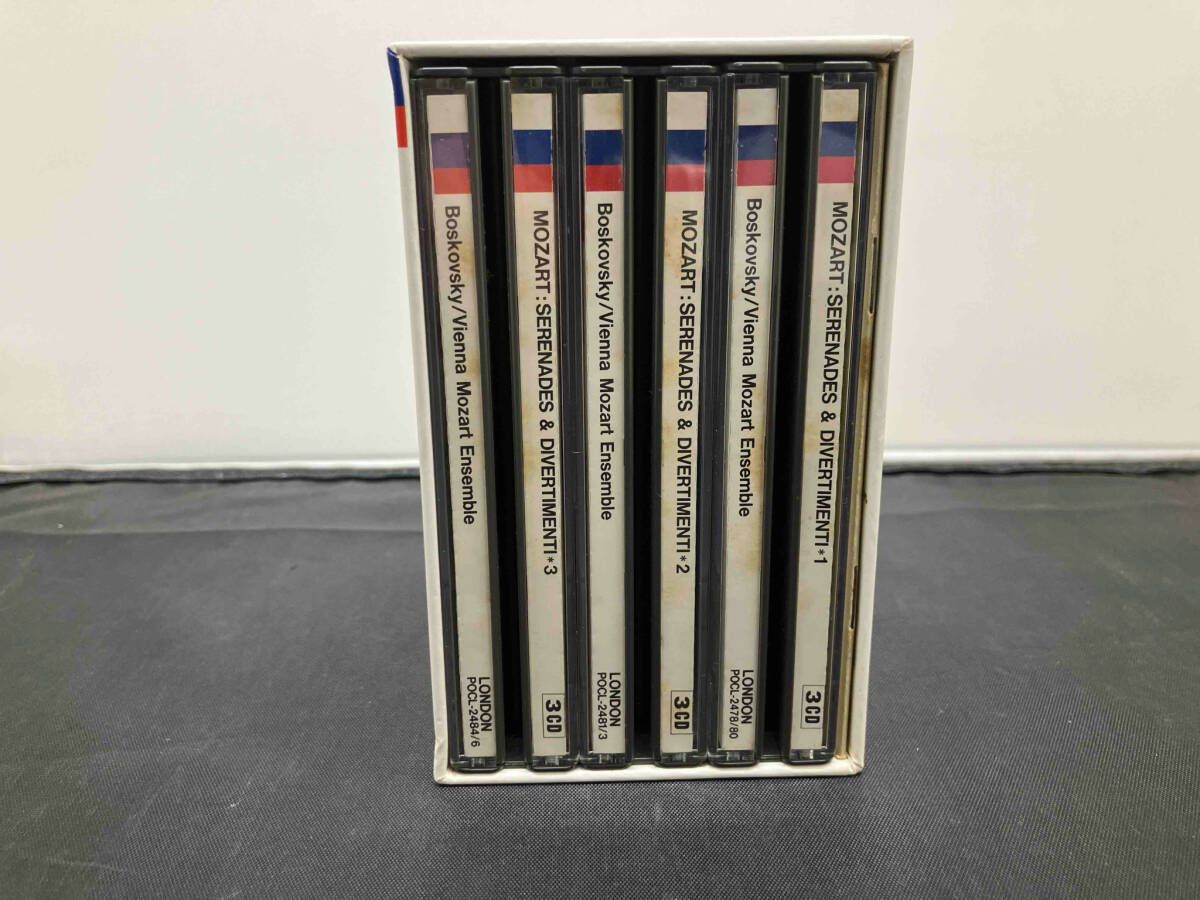 Boskovsky/Vienna Mozart Ensemble
LONDON
POCL-2484/6
MOZART:SERENADES & DIVERTIMENTI*3
3CD
Boskovsky/Vienna Mozart Ensemble
LONDON
POCL-2481/3
MOZART:SERENADES & DIVERTIMENTI*2
3CD
Boskovsky/Vienna Mozart Ensemble
LONDON
POCL-2478/80
MOZART:SERENADES & DIVERTIMENTI*1
3CD